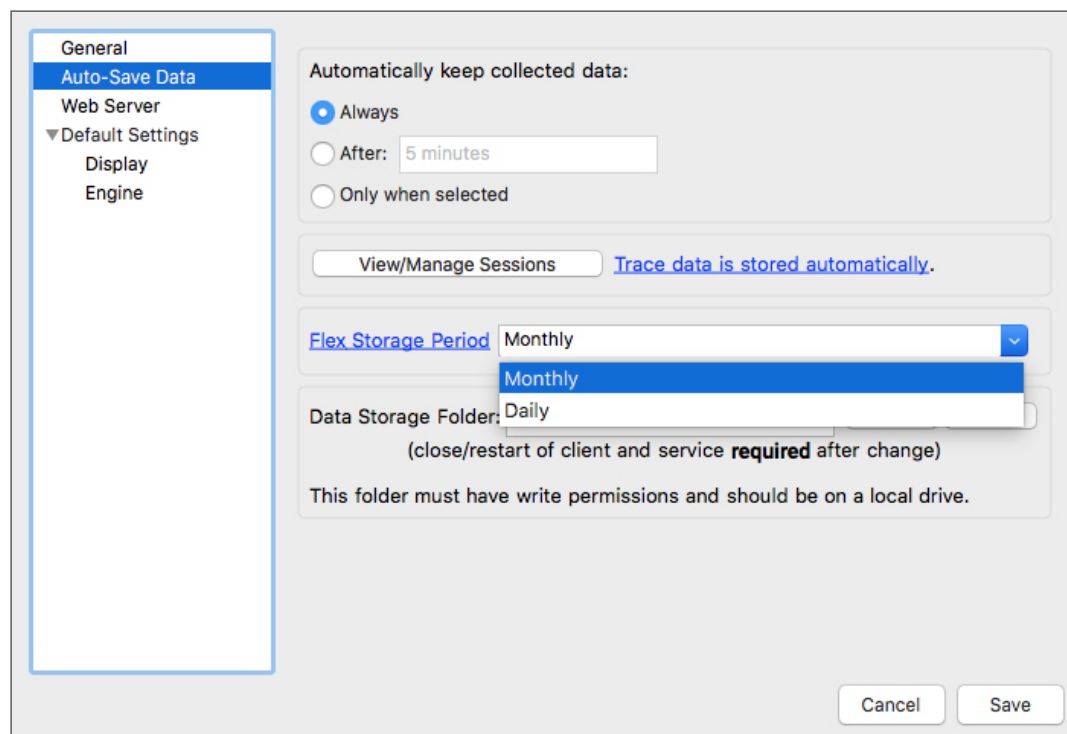 General
Auto-Save Data
Web Server
Default Settings
Display
Engine
Automatically keep collected data:
Always
After: 5 minutes
Only when selected
View/Manage Sessions Trace data is stored automatically.
Flex Storage Period Monthly
Monthly
Daily
Data Storage Folder:
(close/restart of client and service required after change)
This folder must have write permissions and should be on a local drive.
Cancel Save